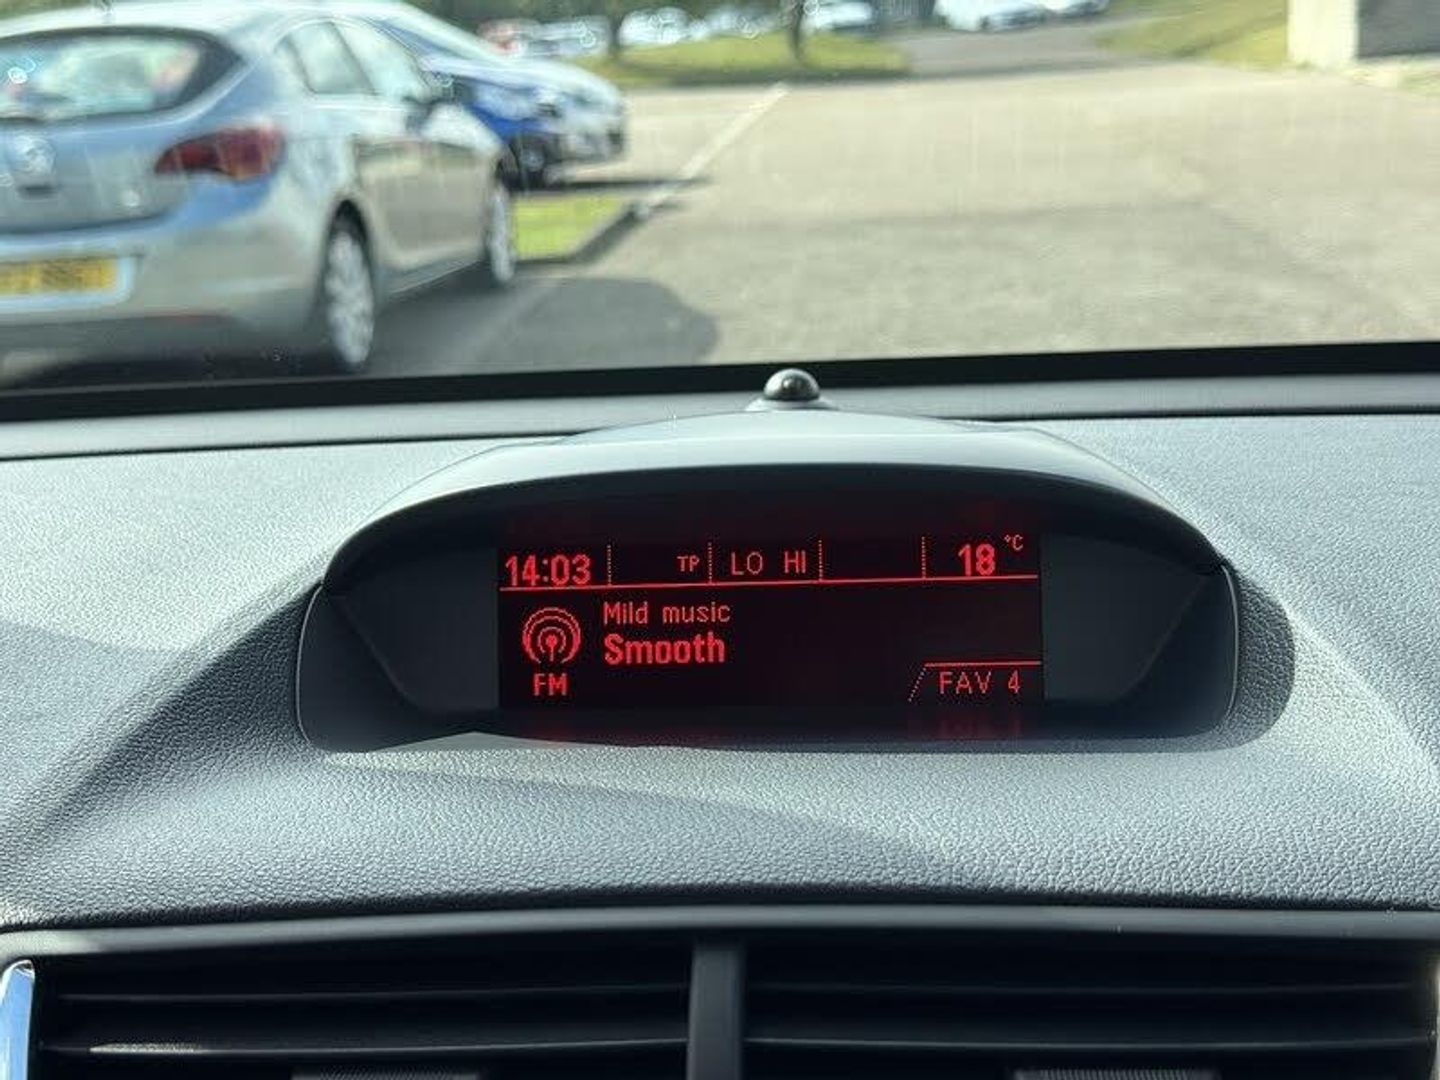 14:03 TP LO HI 18 °C
Mild music
Smooth
FM
FAV 4